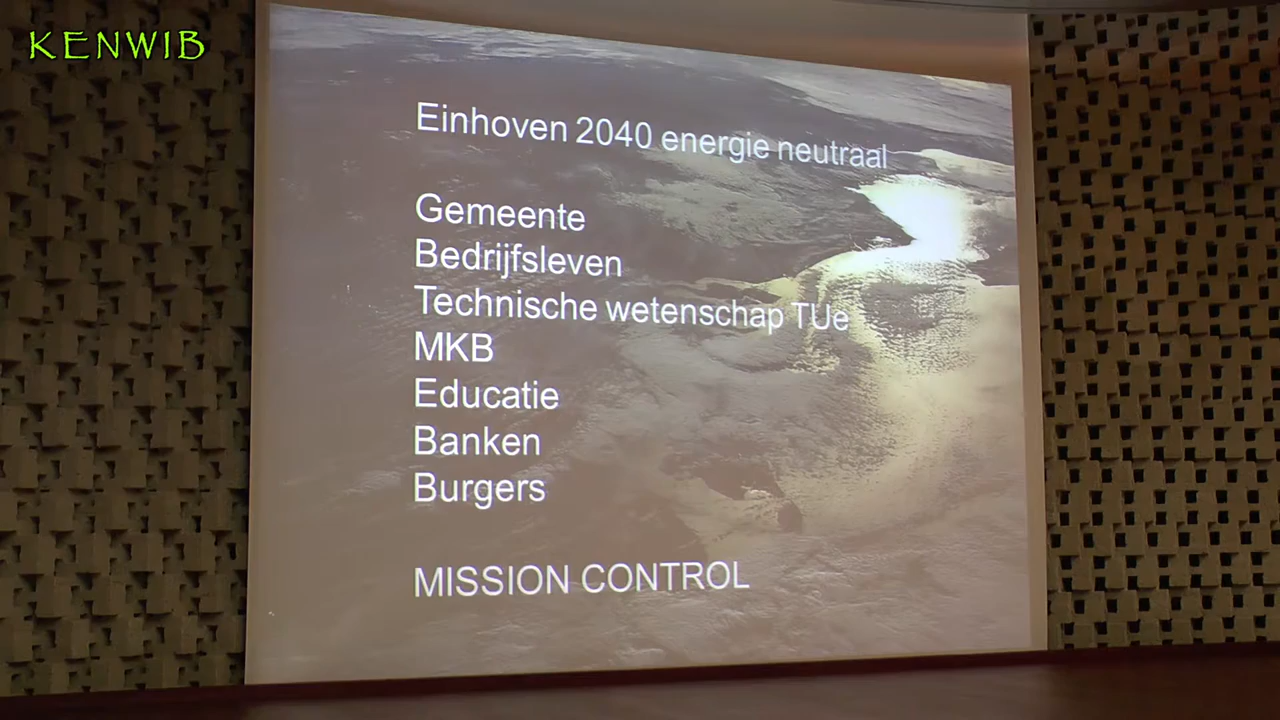 KENWIB
Einhoven 2040 energie neutraal
Gemeente
Bedrijfsleven
Technische wetenschap TUe
MKB
Educatie
Banken
Burgers
MISSION CONTROL